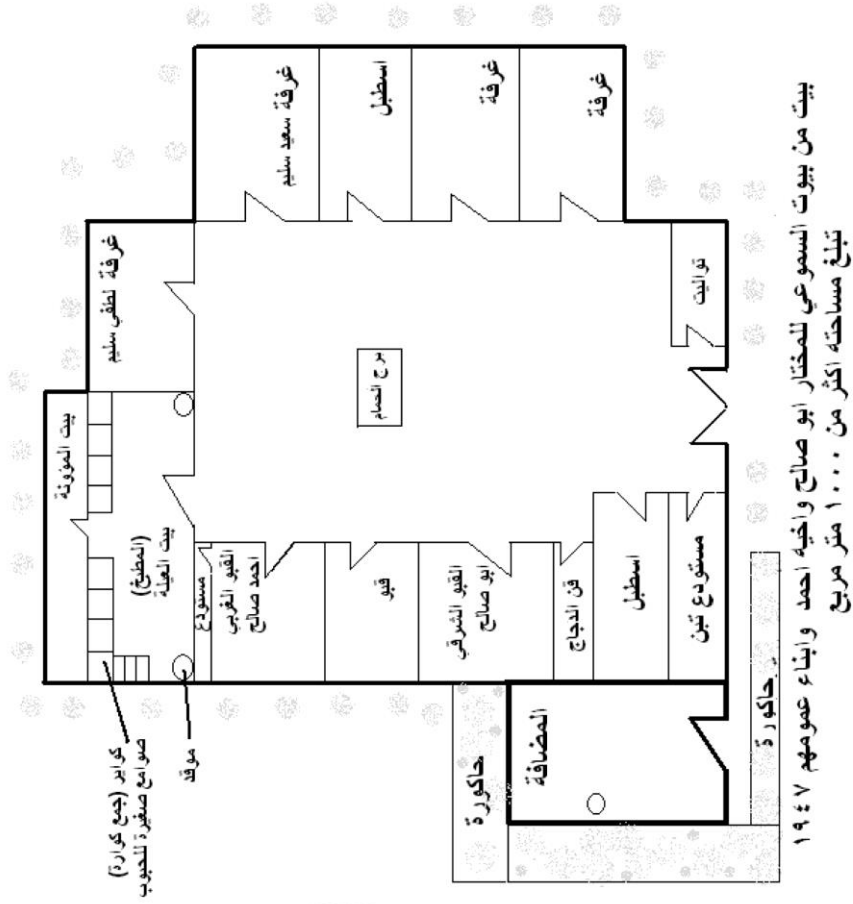 غرفة سعيد سليم
اسطبل
غرفة
غرفة
غرفة لطفي سليم
بيت المؤونة
بيت العيلة
(المطبخ)
برج الحمام
تواليت
مستودع
القبو الغربي
احمد صالح
قبو
القبو الشرقي
ابو صالح
قن الدجاج
اسطبل
مستودع تبن
كواير (جمع كوارة)
صوامع صغيرة للحبوب
موقد
المضافة
حاكورة
حاكورة
بيت من بيوت السموعي للمختار ابو صالح واخيه احمد وابناء عمومهم ١٩٤٧
تبلغ مساحته اكثر من ١٠٠٠ متر مربع